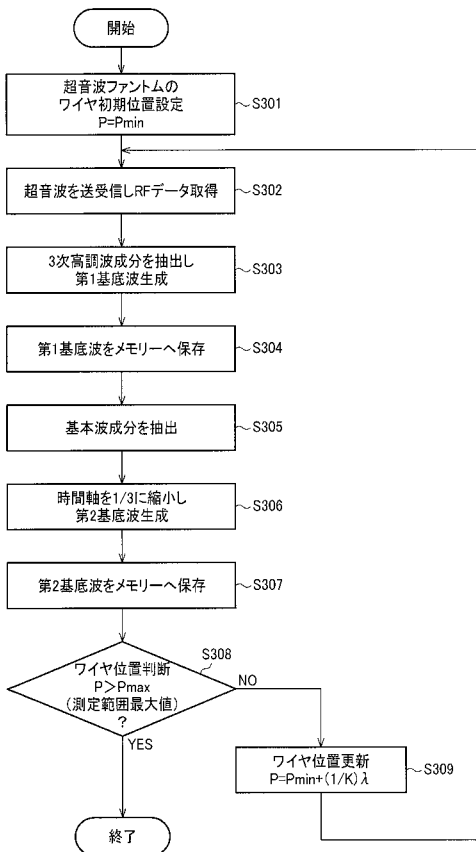 開始
超音波ファントムの
ワイヤ初期位置設定
P=Pmin
S301
超音波を送受信しRFデータ取得
S302
3次高調波成分を抽出し
第1基底波生成
S303
第1基底波をメモリーへ保存
S304
基本波成分を抽出
S305
時間軸を1/3に縮小し
第2基底波生成
S306
第2基底波をメモリーへ保存
S307
S308
ワイヤ位置判断
P>Pmax
(測定範囲最大値)
?
NO
YES
ワイヤ位置更新
P=Pmin+(1/K)λ
S309
終了